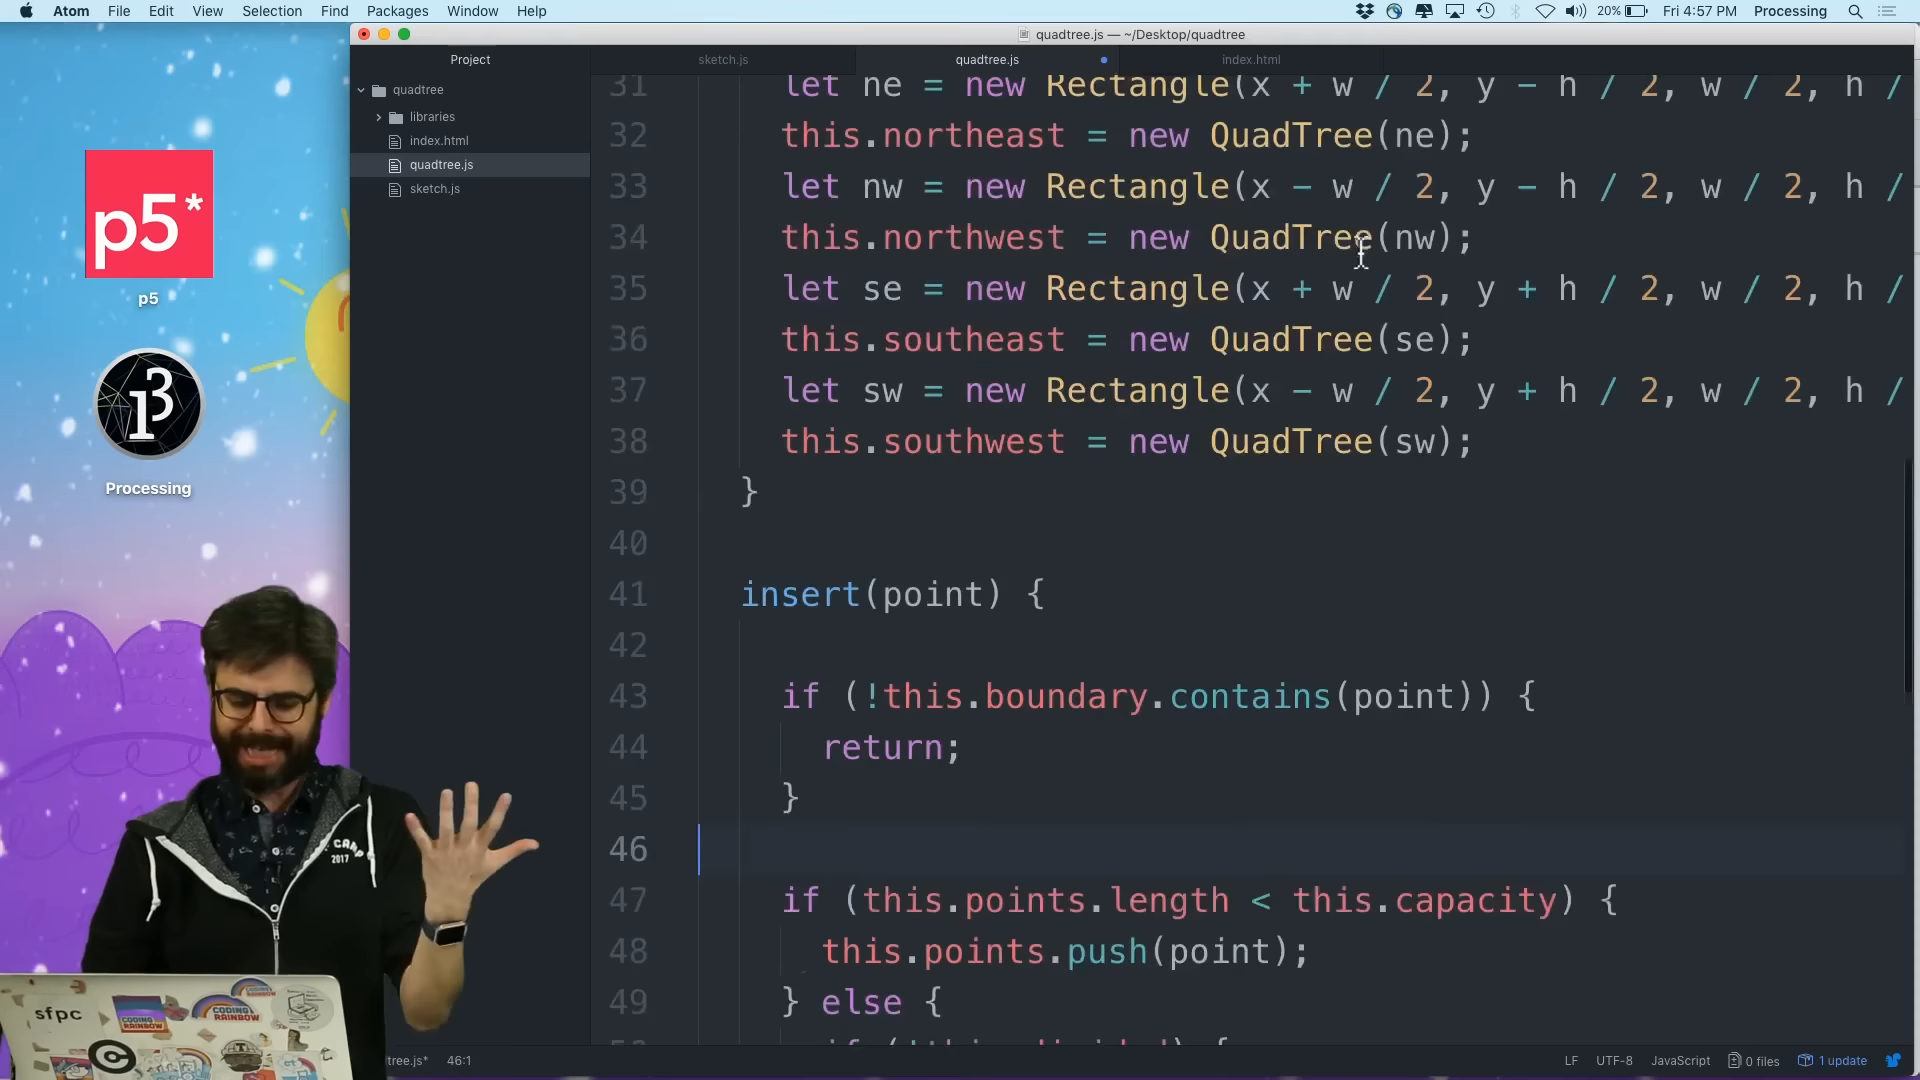 Atom File Edit View Selection Find Packages Window Help
20% Fri 4:57 PM Processing
quadtree.js — ~/Desktop/quadtree
Project
sketch.js quadtree.js index.html
quadtree
libraries
index.html
quadtree.js
sketch.js
p5*
p5
Processing
31 let ne = new Rectangle(x + w / 2, y - h / 2, w / 2, h /
32 this.northeast = new QuadTree(ne);
33 let nw = new Rectangle(x - w / 2, y - h / 2, w / 2, h /
34 this.northwest = new QuadTree(nw);
35 let se = new Rectangle(x + w / 2, y + h / 2, w / 2, h /
36 this.southeast = new QuadTree(se);
37 let sw = new Rectangle(x - w / 2, y + h / 2, w / 2, h /
38 this.southwest = new QuadTree(sw);
39 }
40
41 insert(point) {
42
43 if (!this.boundary.contains(point)) {
44 return;
45 }
46
47 if (this.points.length < this.capacity) {
48 this.points.push(point);
49 } else {
CAMP
2017
sfpc
CODING
RAINBOW
CODING
RAINBOW
tree.js* 46:1
LF UTF-8 JavaScript 0 files 1 update